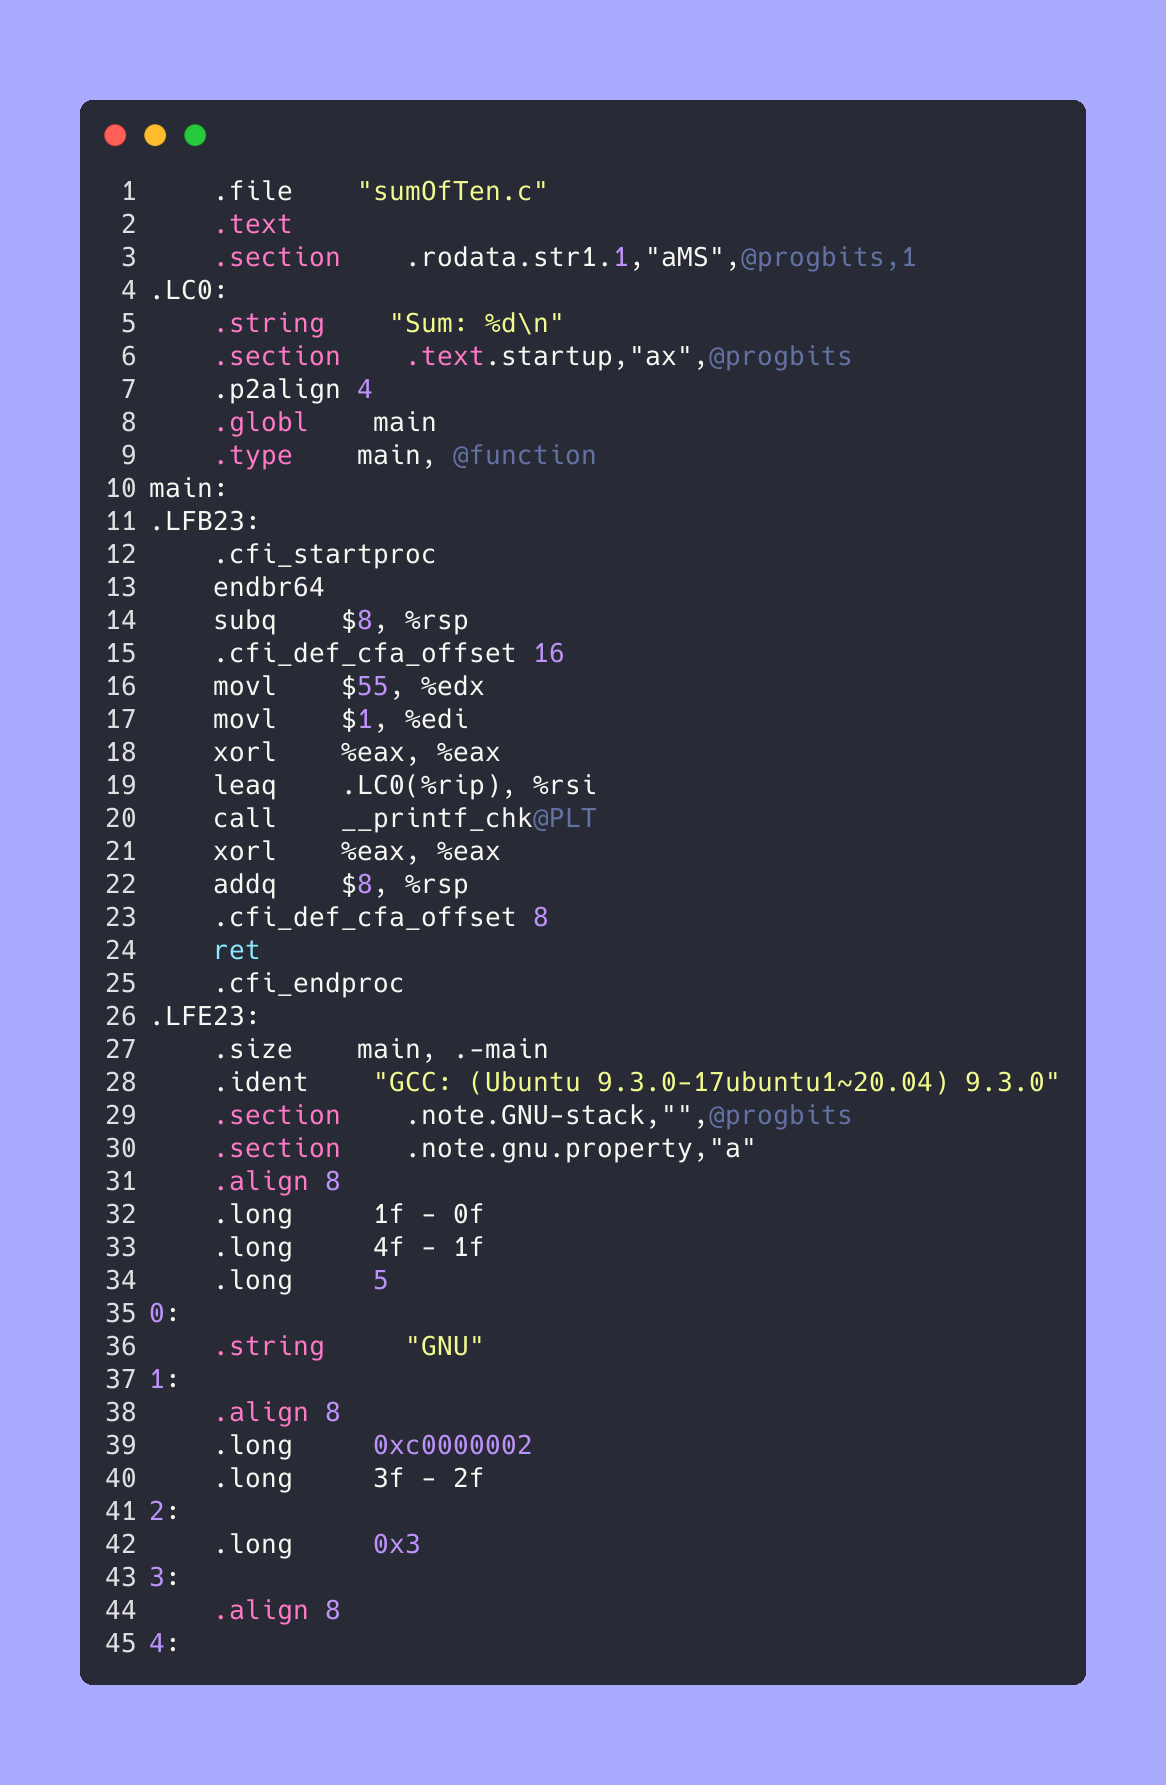 1 .file "sumOfTen.c"
2 .text
3 .section .rodata.str1.1,"aMS",@progbits,1
4 .LC0:
5 .string "Sum: %d\n"
6 .section .text.startup,"ax",@progbits
7 .p2align 4
8 .globl main
9 .type main, @function
10 main:
11 .LFB23:
12 .cfi_startproc
13 endbr64
14 subq $8, %rsp
15 .cfi_def_cfa_offset 16
16 movl $55, %edx
17 movl $1, %edi
18 xorl %eax, %eax
19 leaq .LC0(%rip), %rsi
20 call __printf_chk@PLT
21 xorl %eax, %eax
22 addq $8, %rsp
23 .cfi_def_cfa_offset 8
24 ret
25 .cfi_endproc
26 .LFE23:
27 .size main, .-main
28 .ident "GCC: (Ubuntu 9.3.0-17ubuntu1~20.04) 9.3.0"
29 .section .note.GNU-stack,"",@progbits
30 .section .note.gnu.property,"a"
31 .align 8
32 .long 1f - 0f
33 .long 4f - 1f
34 .long 5
35 0:
36 .string "GNU"
37 1:
38 .align 8
39 .long 0xc0000002
40 .long 3f - 2f
41 2:
42 .long 0x3
43 3:
44 .align 8
45 4: